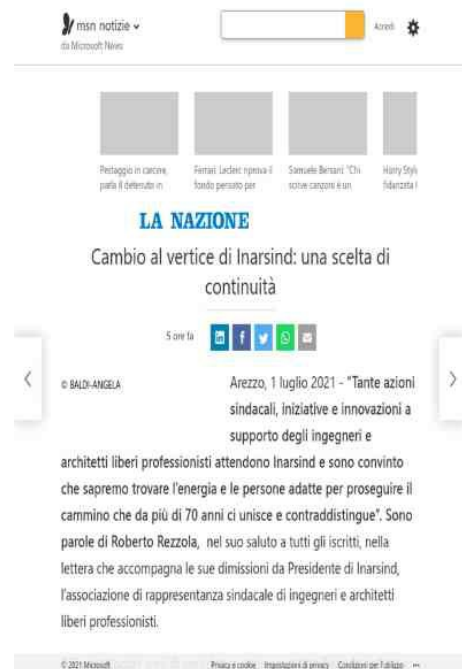 msn notizie
da Microsoft News
Accedi
Pestaggio in carcere,
parla il detenuto in
Ferrari, Leclerc riprova il
fondo pensato per
Samuele Bersani: "Chi
scrive canzoni è un
Harry Style
fidanzata l
LA NAZIONE
Cambio al vertice di Inarsind: una scelta di
continuità
5 ore fa
© BALDI-ANGELA
Arezzo, 1 luglio 2021 - "Tante azioni
sindacali, iniziative e innovazioni a
supporto degli ingegneri e
architetti liberi professionisti attendono Inarsind e sono convinto
che sapremo trovare l'energia e le persone adatte per proseguire il
cammino che da più di 70 anni ci unisce e contraddistingue". Sono
parole di Roberto Rezzola, nel suo saluto a tutti gli iscritti, nella
lettera che accompagna le sue dimissioni da Presidente di Inarsind,
l'associazione di rappresentanza sindacale di ingegneri e architetti
liberi professionisti.
© 2021 Microsoft
Privacy e cookie
Impostazioni di privacy
Condizioni per l'utilizzo